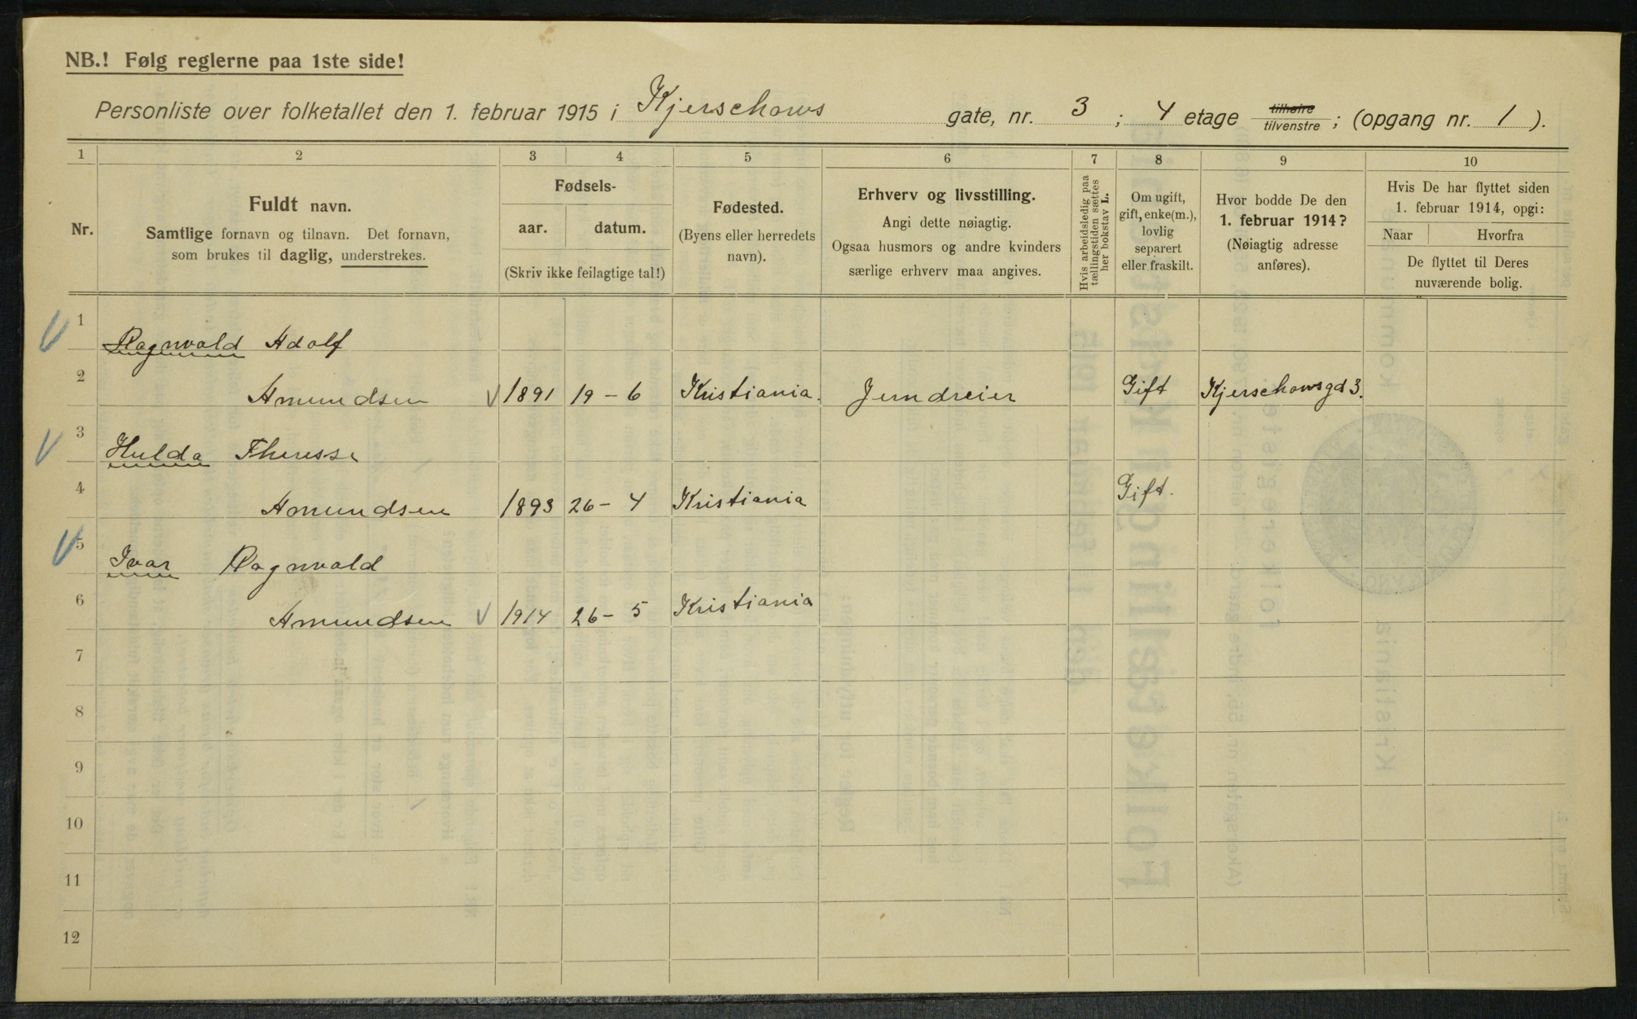 NB.! Følg reglerne paa 1ste side!
Personliste over folketallet den 1. februar 1915 i Kjerschows gate, nr. 3 ; 4 etage tilhøire tilvenstre ; (opgang nr. 1 ).
1 2 3 4 5 6 7 8 9 10
Nr.
Fuldt navn.
Samtlige fornavn og tilnavn. Det fornavn,
som brukes til daglig, understrekes.
Fødsels-
aar. datum.
(Skriv ikke feilagtige tal!)
Fødested.
(Byens eller herredets
navn).
Erhverv og livsstilling.
Angi dette nøiagtig.
Ogsaa husmors og andre kvinders
særlige erhverv maa angives.
Hvis arbeidsledig paa
tællingstiden sættes
her bokstav L.
Om ugift,
gift, enke(m.),
lovlig
separert
eller fraskilt.
Hvor bodde De den
1. februar 1914?
(Nøiagtig adresse
anføres).
Hvis De har flyttet siden
1. februar 1914, opgi:
Naar Hvorfra
De flyttet til Deres
nuværende bolig.
1 Ragnvald Adolf
2 Amundsen 1891 19 – 6 Kristiania. Jerndreier Gift Kjerschowsgd 3.
3 Hulda Theresse
4 Amundsen 1893 26 – 4 Kristiania Gift.
5 Ivar Ragnvald
6 Amundsen 1914 26 – 5 Kristiania
7
8
9
10
11
12